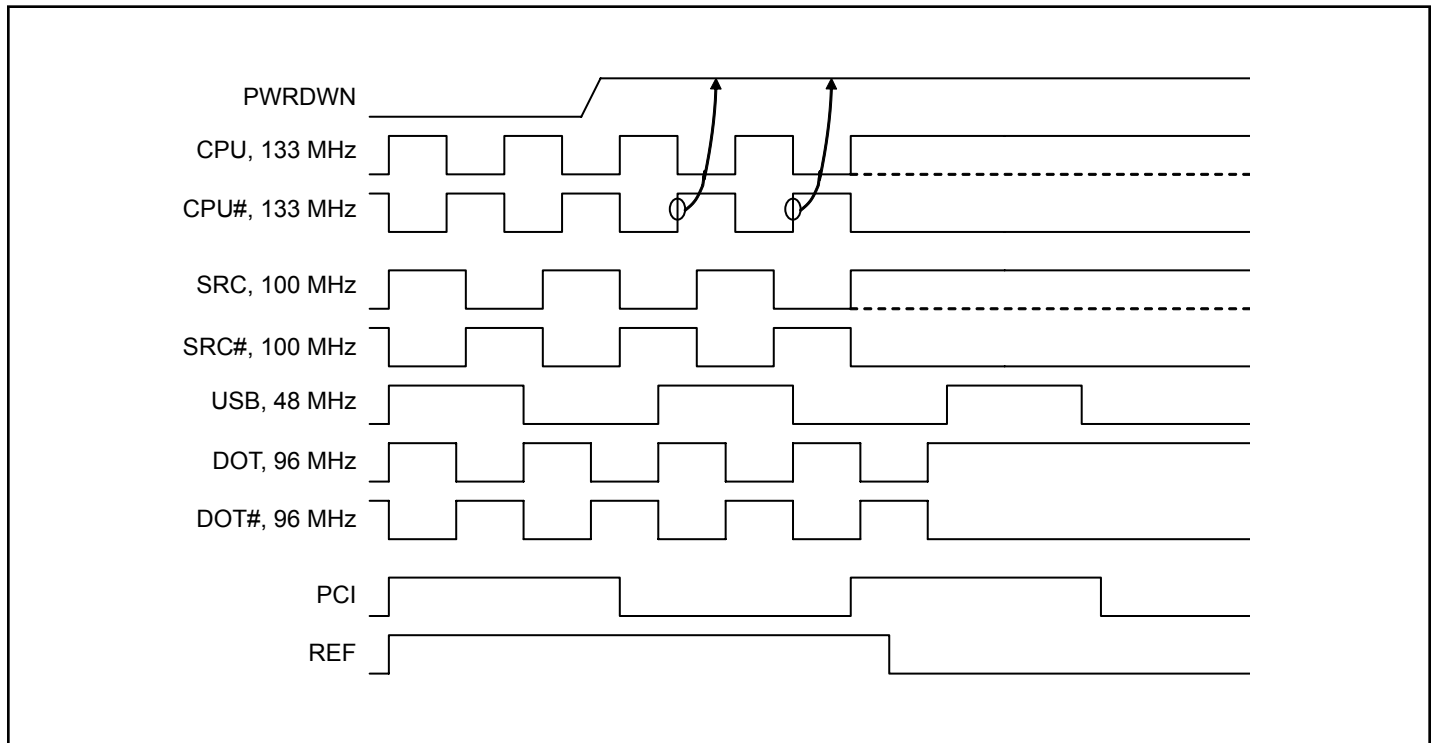 PWRDWN
CPU, 133 MHz
CPU#, 133 MHz
SRC, 100 MHz
SRC#, 100 MHz
USB, 48 MHz
DOT, 96 MHz
DOT#, 96 MHz
PCI
REF